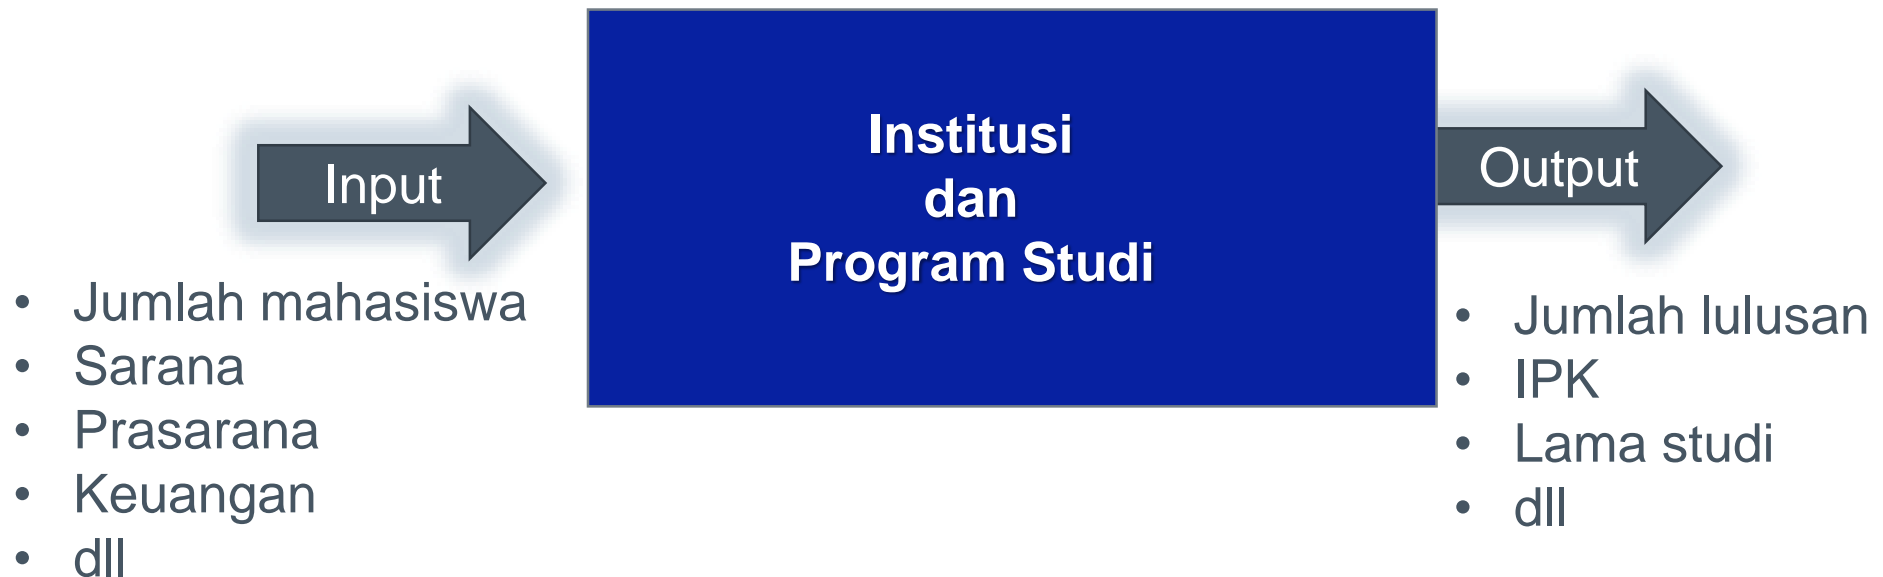 Input
• Jumlah mahasiswa
• Sarana
• Prasarana
• Keuangan
• dll
Institusi
dan
Program Studi
Output
• Jumlah lulusan
• IPK
• Lama studi
• dll